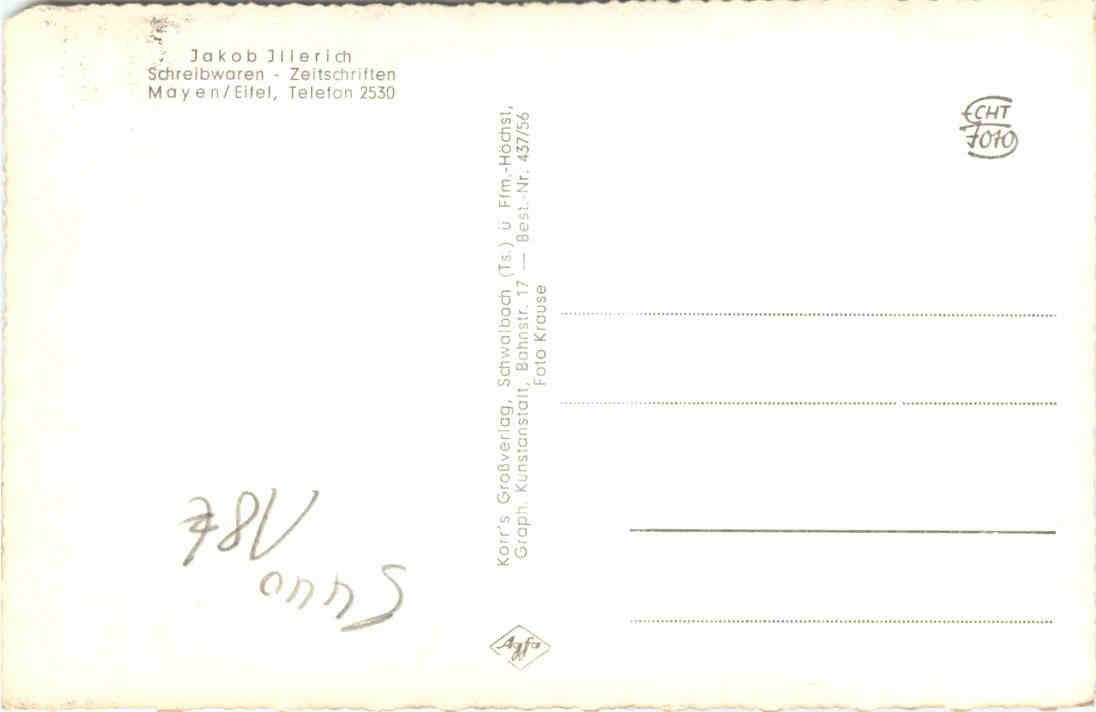 Jakob Jllerich
Schreibwaren - Zeitschriften
Mayen/Eifel, Telefon 2530
ECHT
FOTO
Korr's Großverlag, Schwalbach (Ts.) ü Ffm.-Höchst,
Graph. Kunstanstalt, Bahnstr. 17 — Best.-Nr. 437/56
Foto Krause
Agfa